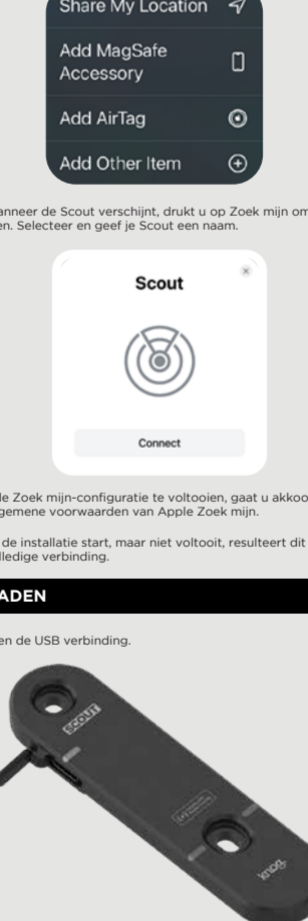 Share My Location
Add MagSafe
Accessory
Add AirTag
Add Other Item
anneer de Scout verschijnt, drukt u op Zoek mijn om
en. Selecteer en geef je Scout een naam.
Scout
Connect
de Zoek mijn-configuratie te voltooien, gaat u akkoo
gemene voorwaarden van Apple Zoek mijn.
de installatie start, maar niet voltooit, resulteert dit
lledige verbinding.
ADEN
en de USB verbinding.
SCOUT
knog.